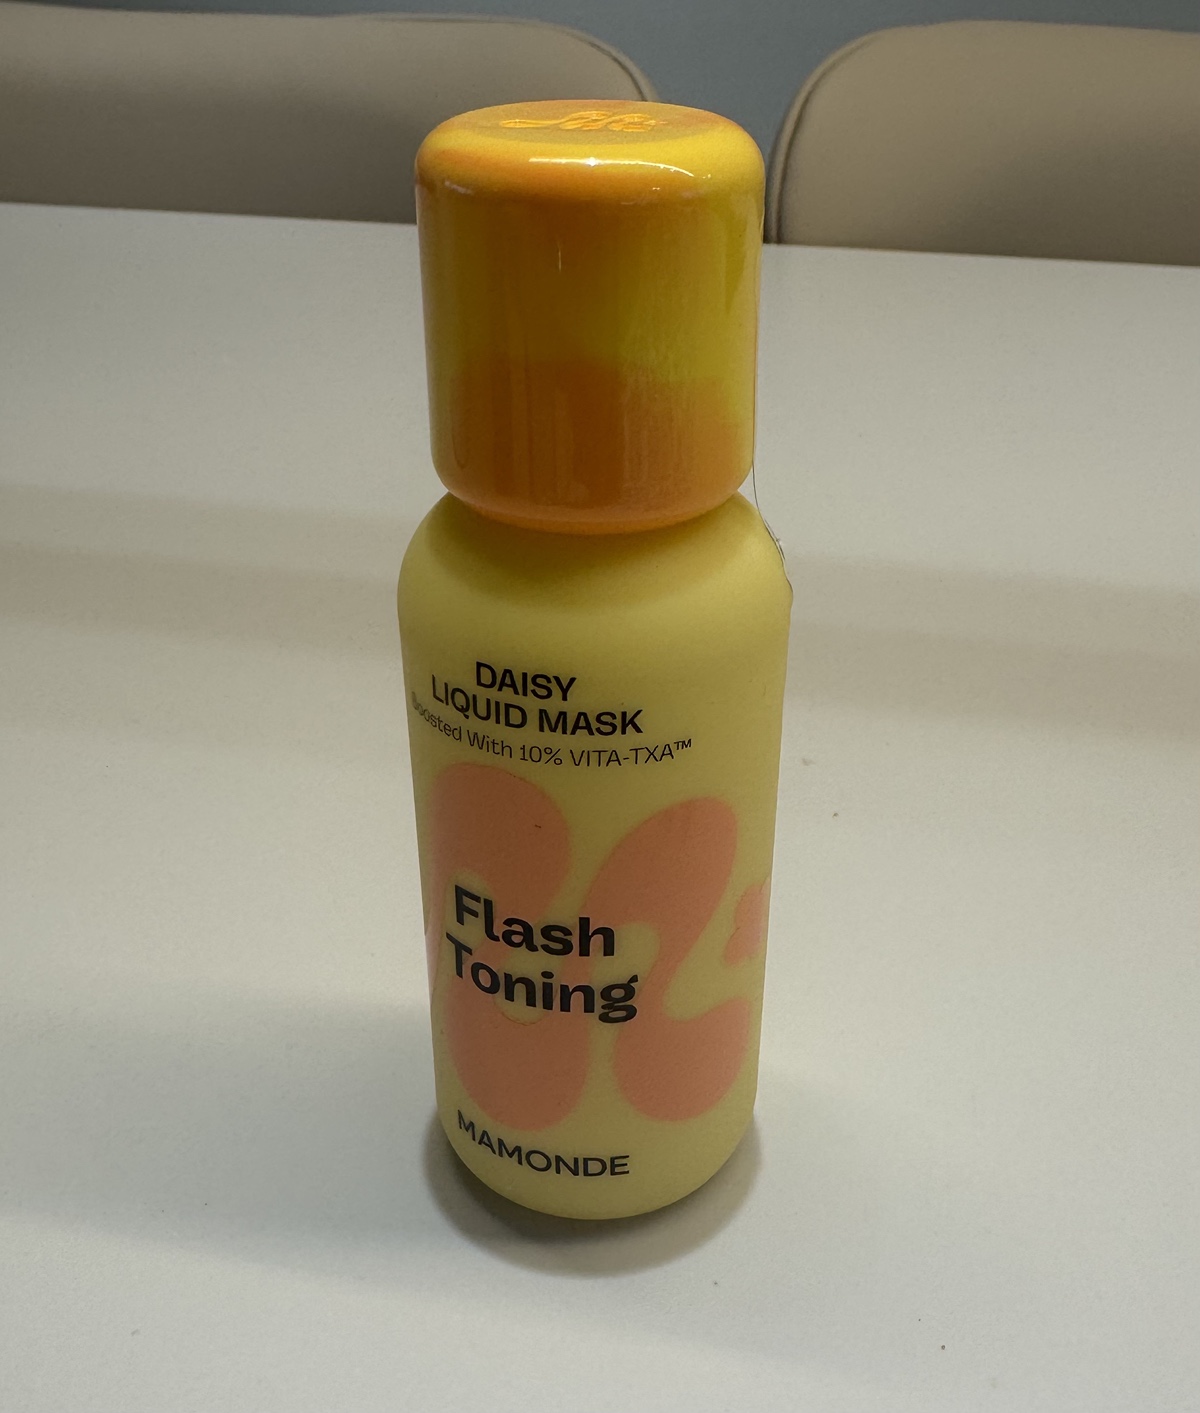 DAISY
LIQUID MASK
Boosted With 10% VITA-TXA™
Flash
Toning
MAMONDE